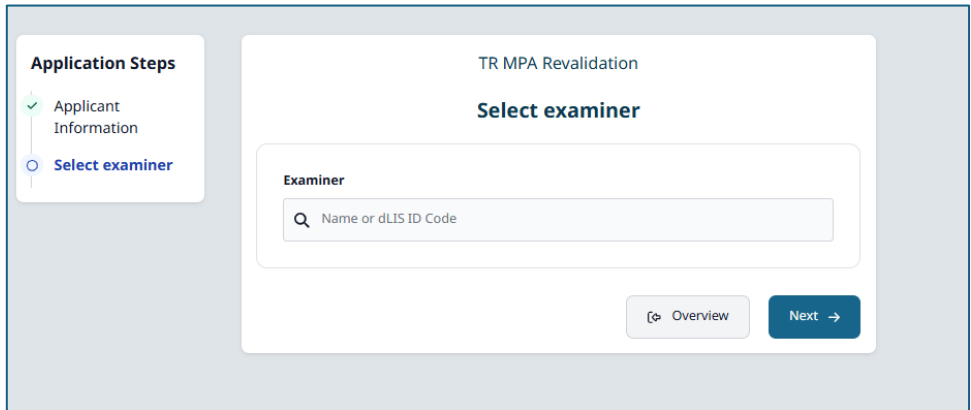 Application Steps
Applicant
Information
Select examiner
TR MPA Revalidation
Select examiner
Examiner
Name or dLIS ID Code
Overview
Next